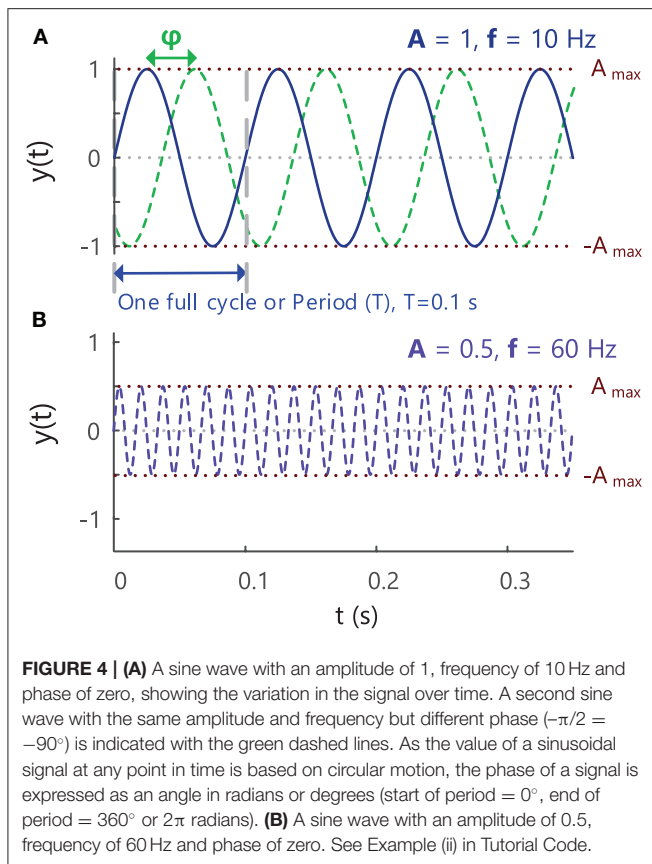 A
φ
A = 1, f = 10 Hz
1
A max
y(t)
0
-1
-A max
One full cycle or Period (T), T=0.1 s
B
A = 0.5, f = 60 Hz
1
A max
y(t)
0
-A max
-1
0 0.1 0.2 0.3
t (s)
FIGURE 4 | (A) A sine wave with an amplitude of 1, frequency of 10 Hz and
phase of zero, showing the variation in the signal over time. A second sine
wave with the same amplitude and frequency but different phase (–π/2 =
−90°) is indicated with the green dashed lines. As the value of a sinusoidal
signal at any point in time is based on circular motion, the phase of a signal is
expressed as an angle in radians or degrees (start of period = 0°, end of
period = 360° or 2π radians). (B) A sine wave with an amplitude of 0.5,
frequency of 60 Hz and phase of zero. See Example (ii) in Tutorial Code.